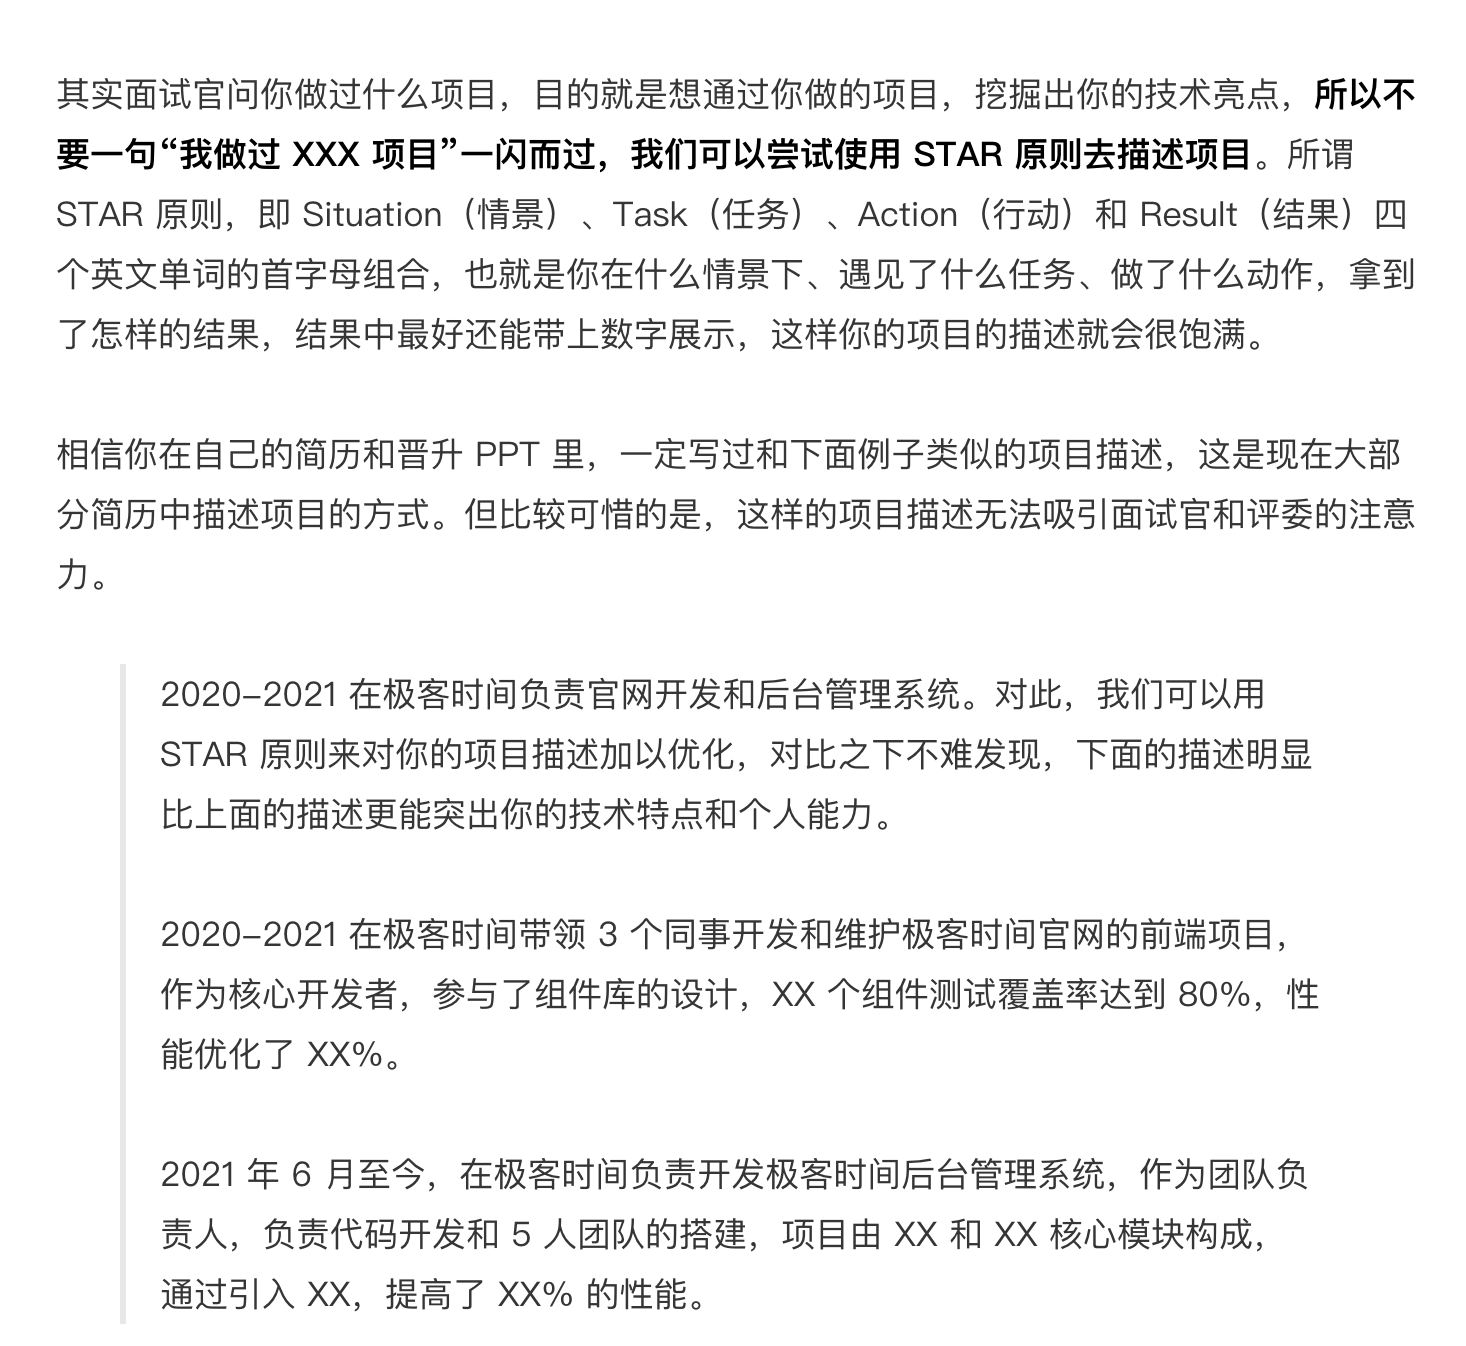 其实面试官问你做过什么项目，目的就是想通过你做的项目，挖掘出你的技术亮点，所以不
要一句“我做过 XXX 项目”一闪而过，我们可以尝试使用 STAR 原则去描述项目。所谓
STAR 原则，即 Situation（情景）、Task（任务）、Action（行动）和 Result（结果）四
个英文单词的首字母组合，也就是你在什么情景下、遇见了什么任务、做了什么动作，拿到
了怎样的结果，结果中最好还能带上数字展示，这样你的项目的描述就会很饱满。
相信你在自己的简历和晋升 PPT 里，一定写过和下面例子类似的项目描述，这是现在大部
分简历中描述项目的方式。但比较可惜的是，这样的项目描述无法吸引面试官和评委的注意
力。
2020-2021 在极客时间负责官网开发和后台管理系统。对此，我们可以用
STAR 原则来对你的项目描述加以优化，对比之下不难发现，下面的描述明显
比上面的描述更能突出你的技术特点和个人能力。
2020-2021 在极客时间带领 3 个同事开发和维护极客时间官网的前端项目，
作为核心开发者，参与了组件库的设计，XX 个组件测试覆盖率达到 80%，性
能优化了 XX%。
2021 年 6 月至今，在极客时间负责开发极客时间后台管理系统，作为团队负
责人，负责代码开发和 5 人团队的搭建，项目由 XX 和 XX 核心模块构成，
通过引入 XX，提高了 XX% 的性能。